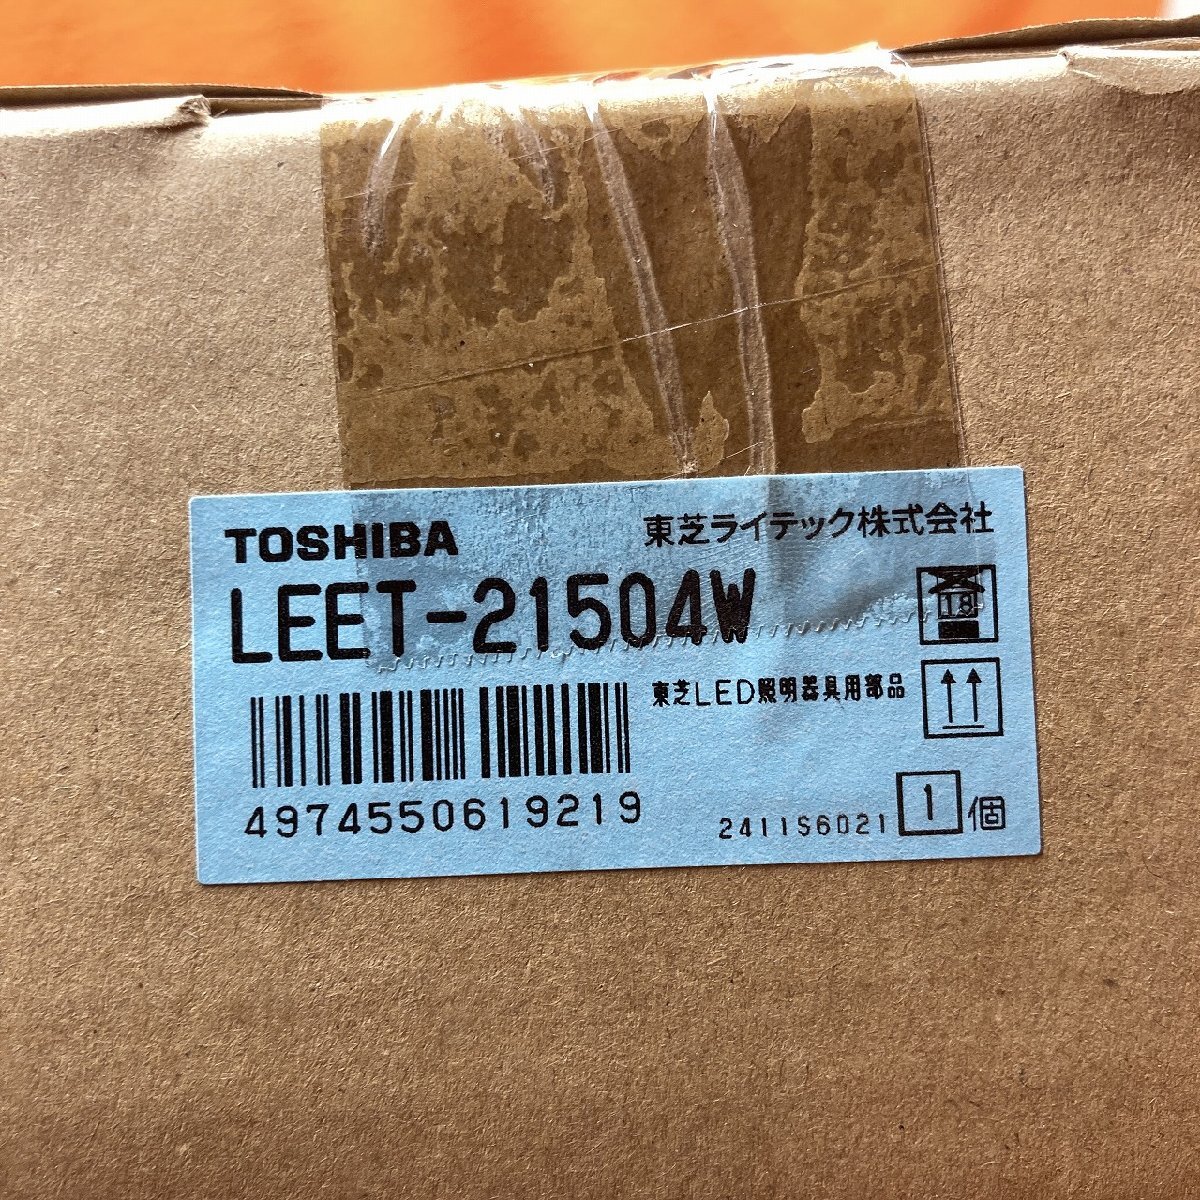 TOSHIBA
東芝ライテック株式会社
LEET-21504W
18
東芝LED照明器具用部品
4974550619219
2411S6021
1個